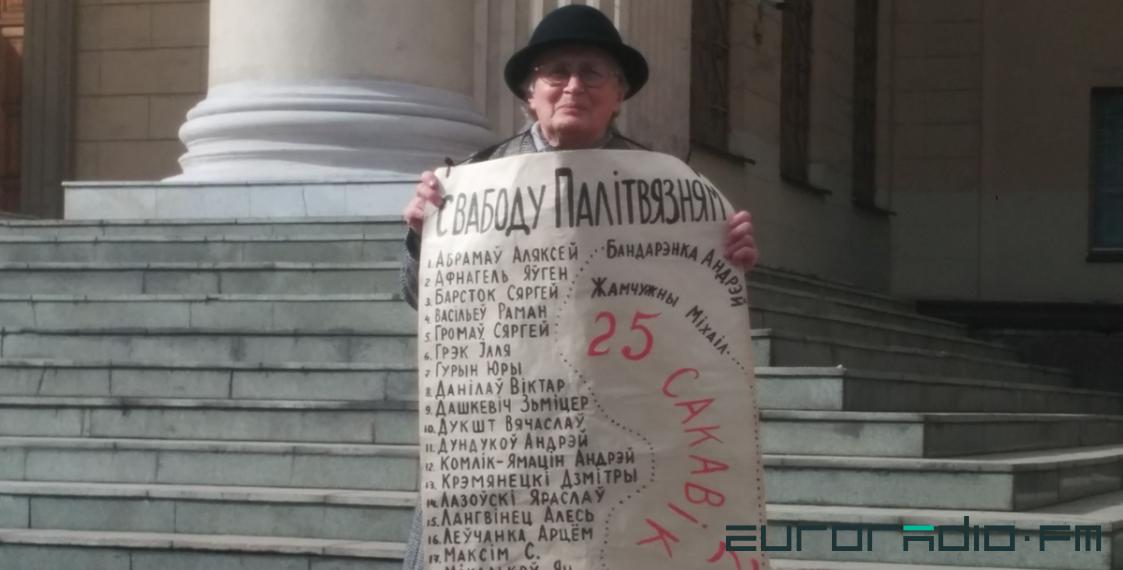 СВАБОДУ ПАЛІТВЯЗНЯМ
1. АБРАМАЎ АЛЯКСЕЙ
2. АФНАГЕЛЬ ЯЎГЕН
3. БАРСТОК СЯРГЕЙ
4. ВАСІЛЬЕЎ РАМАН
5. ГРОМАЎ СЯРГЕЙ
6. ГРЭК ІЛЛЯ
7. ГУРЫН ЮРЫ
8. ДАНІЛАЎ ВІКТАР
9. ДАШКЕВІЧ ЗЬМІЦЕР
10. ДУКШТ ВЯЧАСЛАЎ
11. ДУНДУКОЎ АНДРЭЙ
12. КОМЛІК-ЯМАЦІН АНДРЭЙ
13. КРЭМЯНЕЦКІ ДЗМІТРЫ
14. ЛАЗОЎСКІ ЯРАСЛАЎ
15. ЛАНГВІНЕЦ АЛЕСЬ
16. ЛЕЎЧАНКА АРЦЁМ
17. МАКСІМ С.
БАНДАРЭНКА АНДРЭЙ
ЖАМЧУЖНЫ МІХАІЛ
25
САКАВІК
EURORADIO.FM